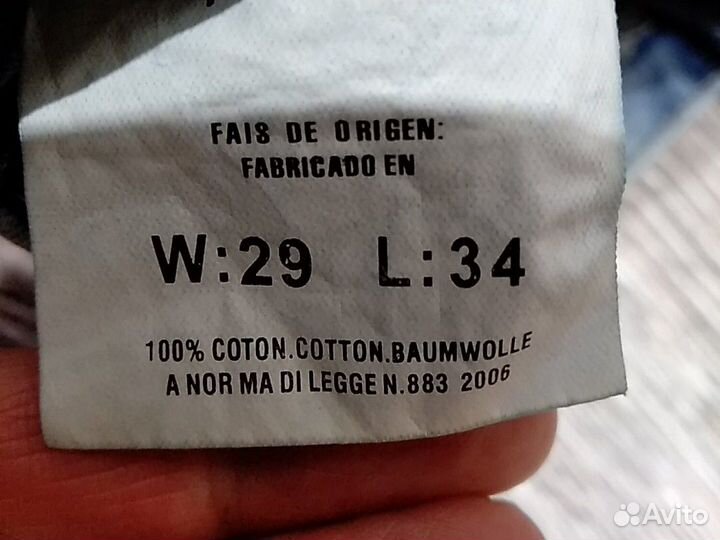 FAIS DE ORIGEN:
FABRICADO EN
W:29 L:34
100% COTON.COTTON.BAUMWOLLE
A NOR MA DI LEGGE N.883 2006
Avito